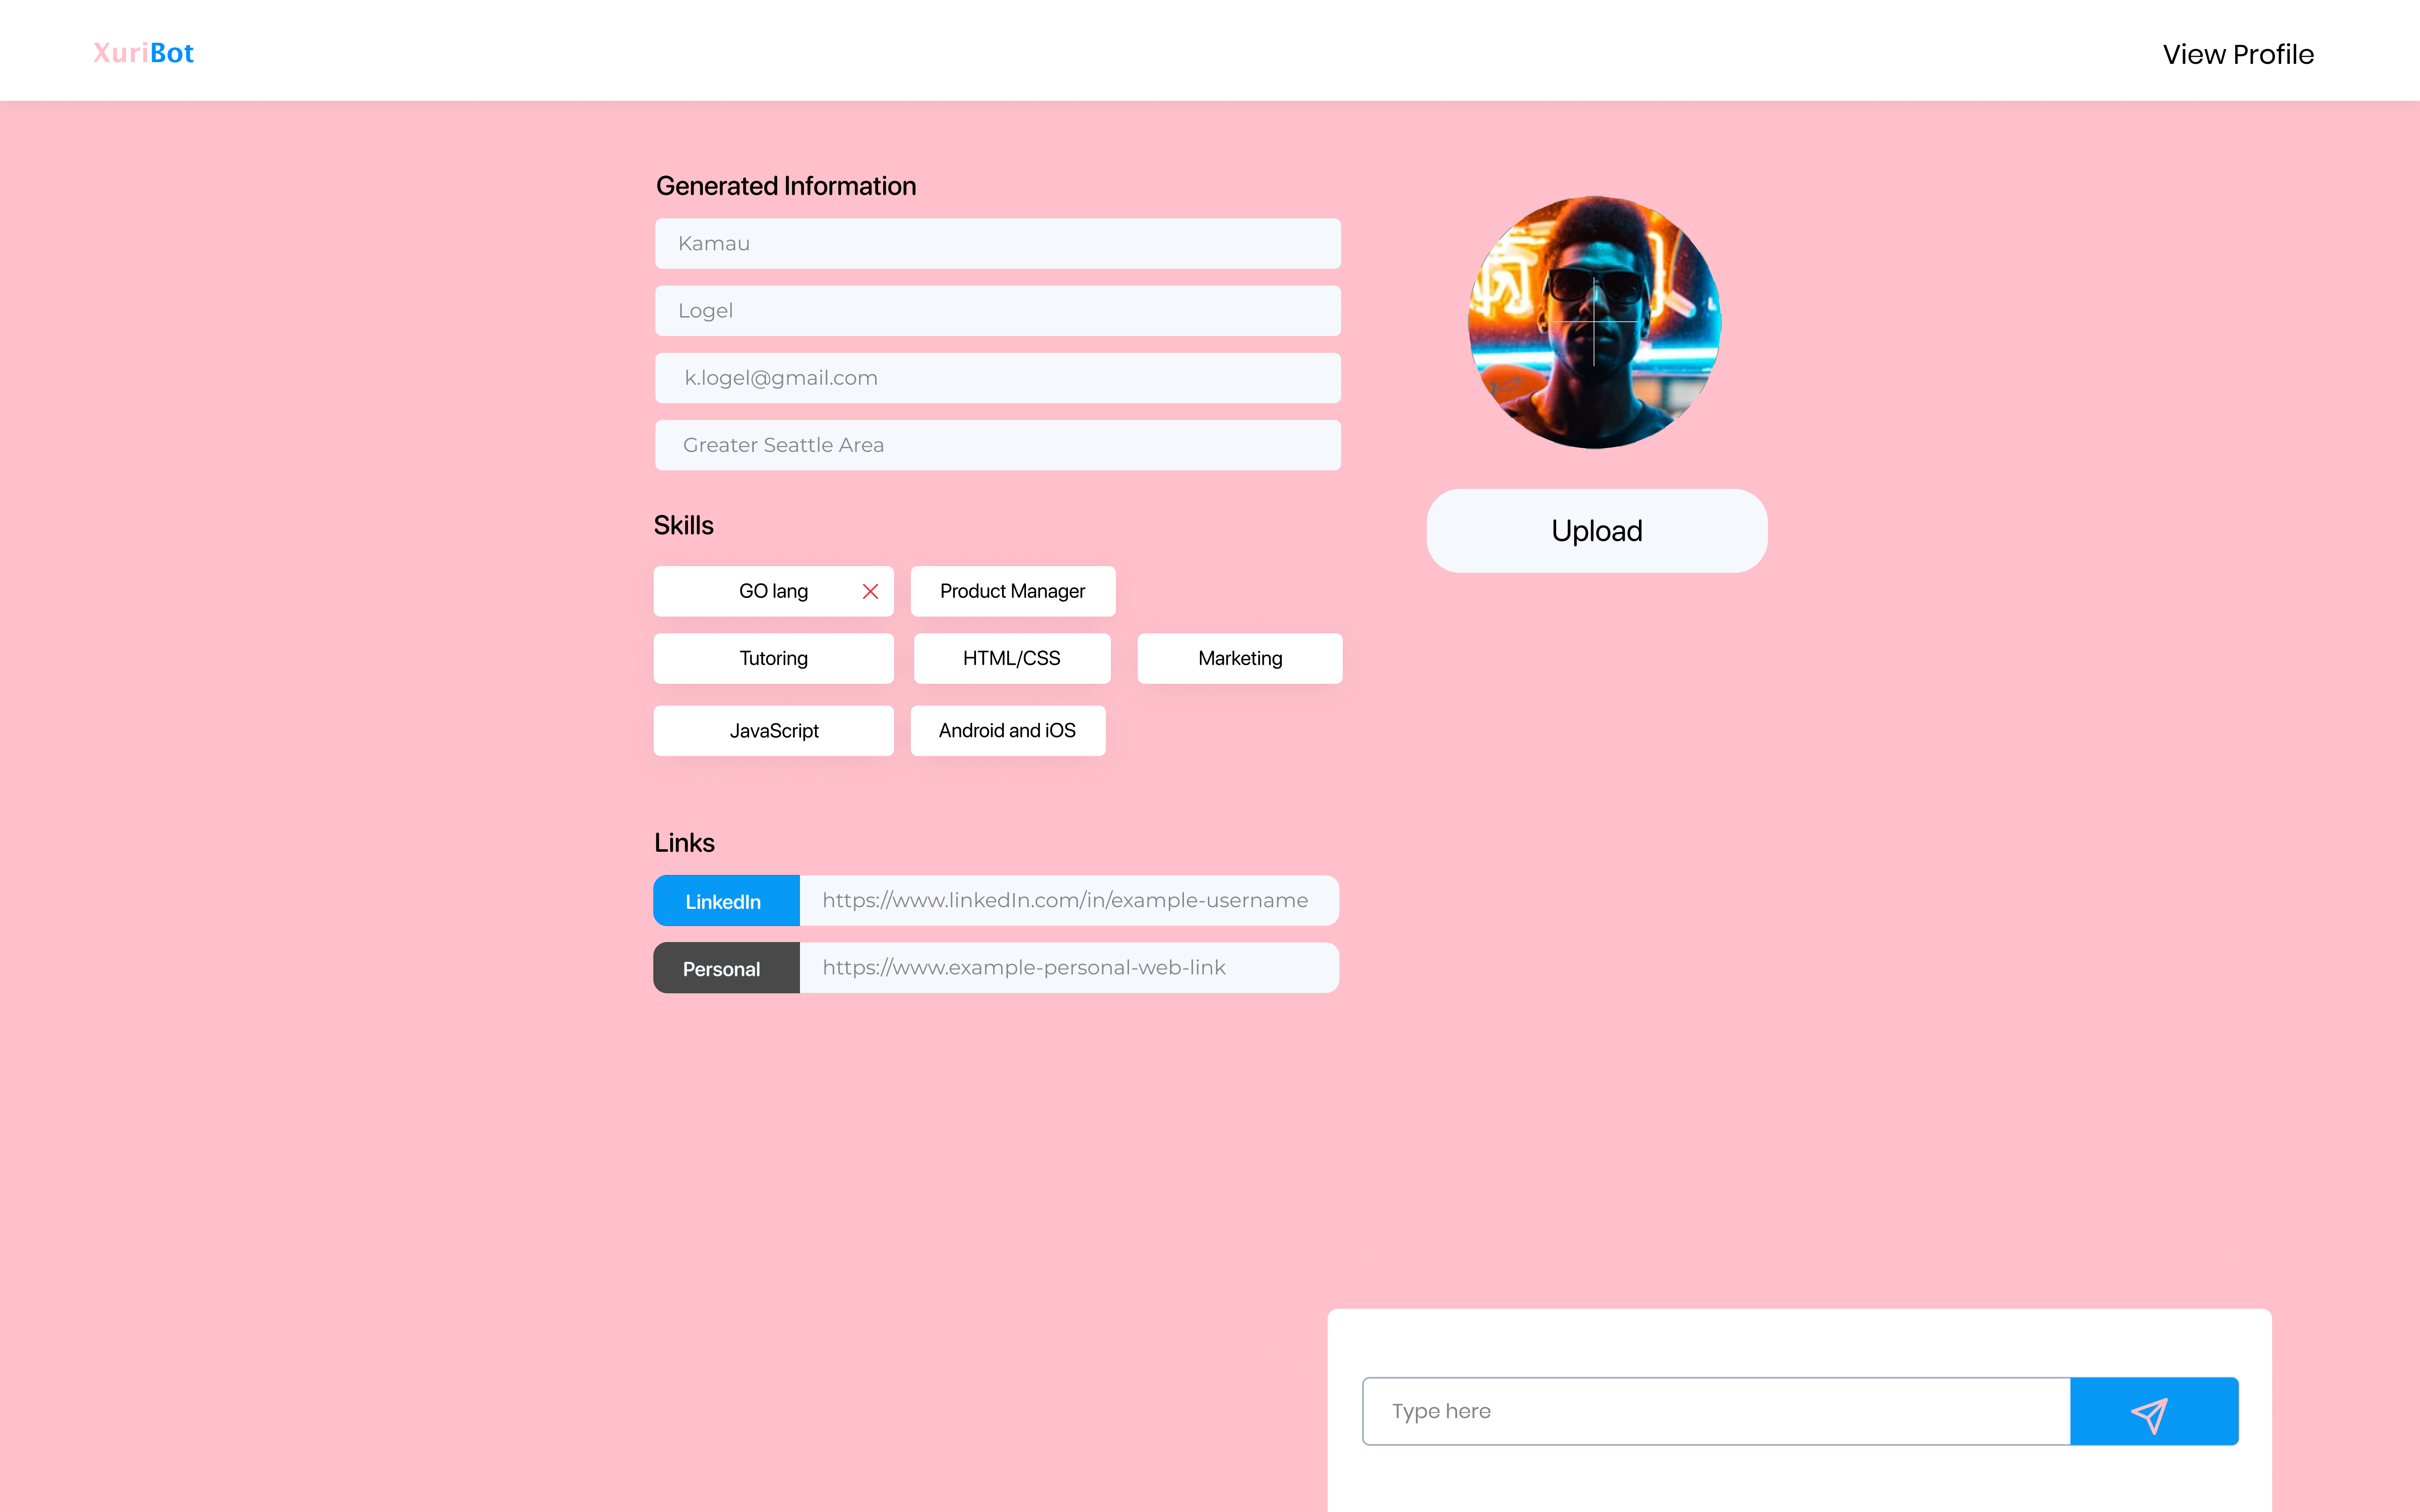 XuriBot
View Profile
Generated Information
Kamau
Logel
k.logel@gmail.com
Greater Seattle Area
Upload
Skills
GO lang
Product Manager
Tutoring
HTML/CSS
Marketing
JavaScript
Android and iOS
Links
LinkedIn
https://www.linkedIn.com/in/example-username
Personal
https://www.example-personal-web-link
Type here